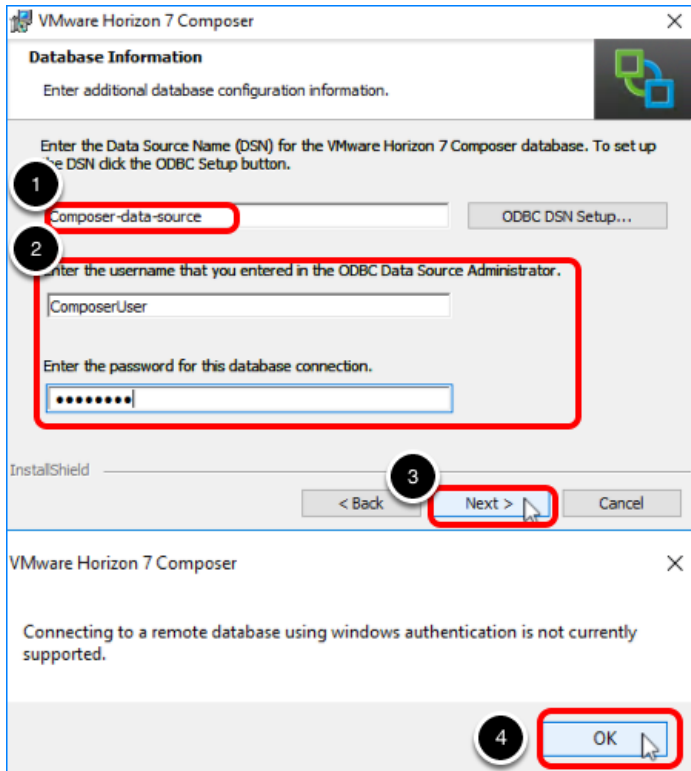 VMware Horizon 7 Composer
Database Information
Enter additional database configuration information.
Enter the Data Source Name (DSN) for the VMware Horizon 7 Composer database. To set up
the DSN click the ODBC Setup button.
1
Composer-data-source
ODBC DSN Setup...
2
Enter the username that you entered in the ODBC Data Source Administrator.
ComposerUser
Enter the password for this database connection.
••••••••
InstallShield
3
< Back
Next >
Cancel
VMware Horizon 7 Composer
Connecting to a remote database using windows authentication is not currently
supported.
4
OK